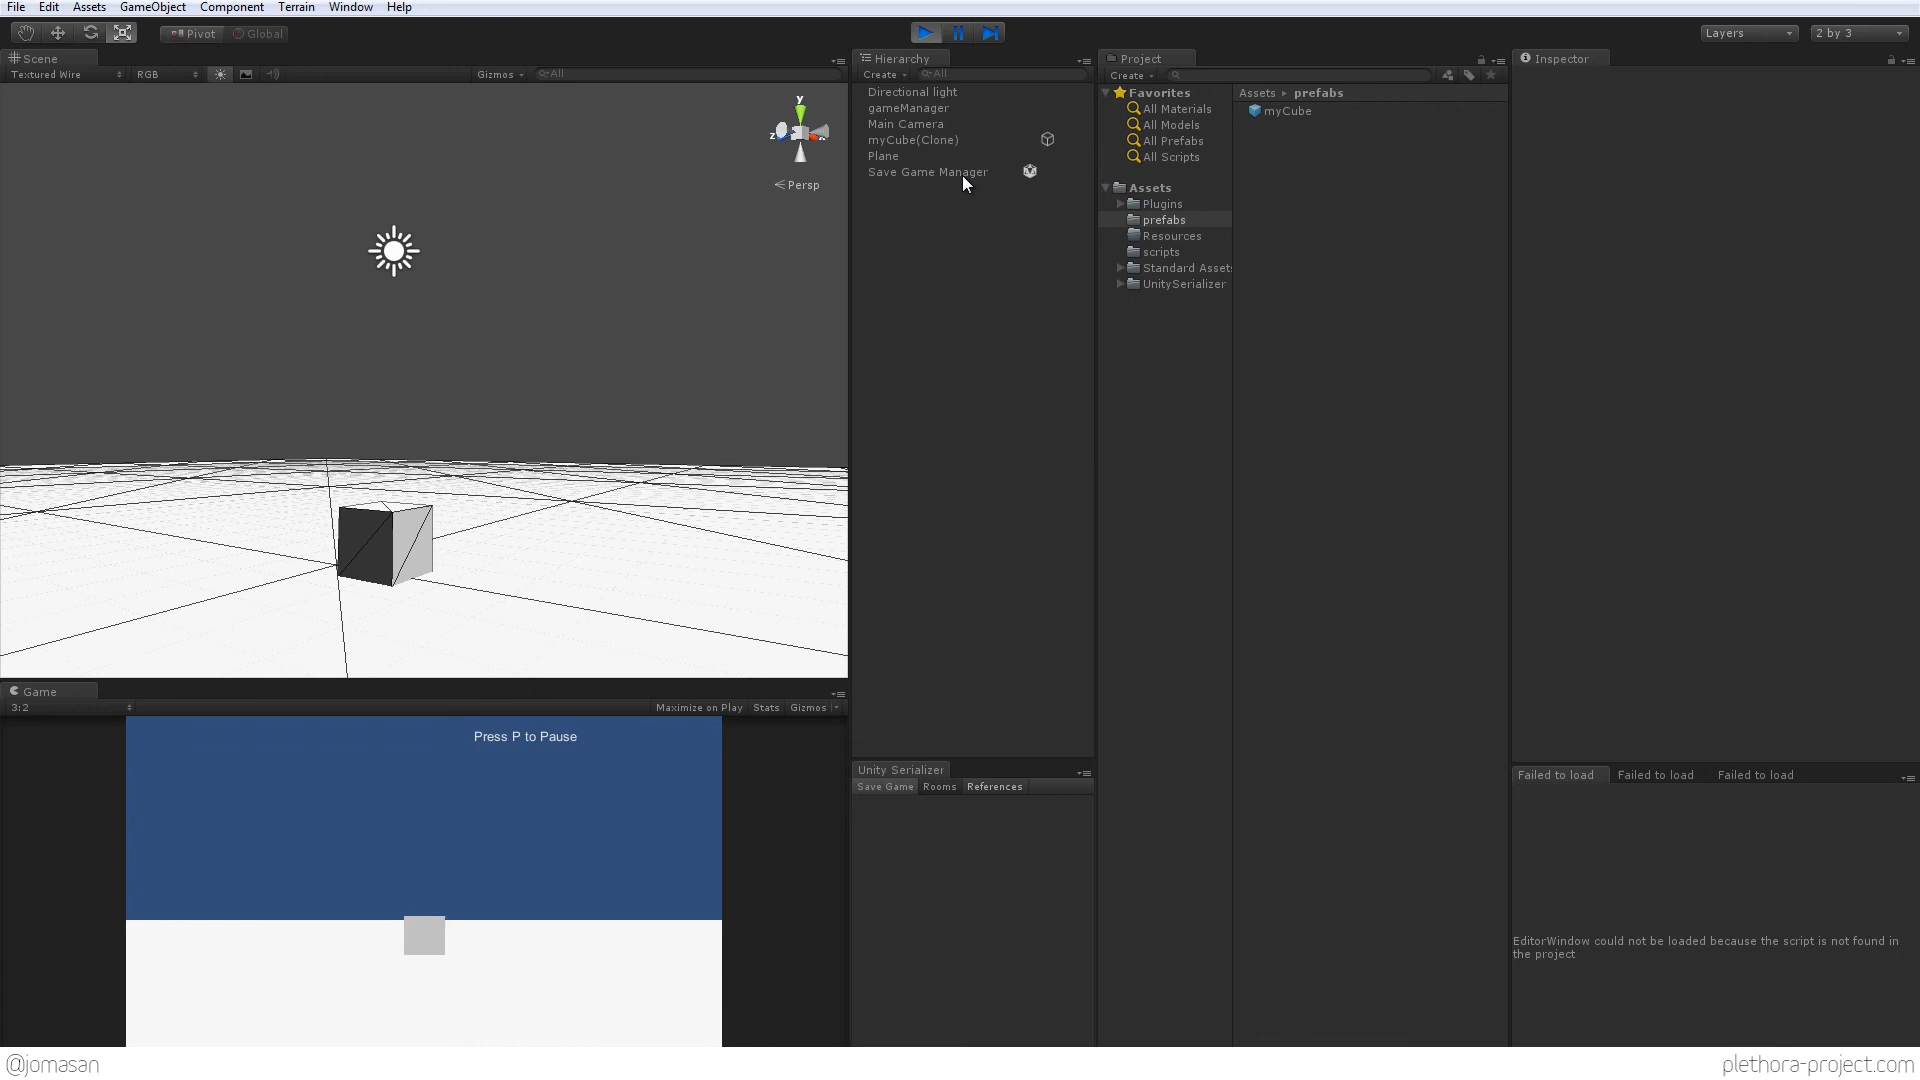 File Edit Assets GameObject Component Terrain Window Help
Pivot Global Layers 2 by 3
Scene
Textured Wire RGB Gizmos All
y
z
Persp
Game
3:2 Maximize on Play Stats Gizmos
Press P to Pause
Hierarchy
Create All
Directional light
gameManager
Main Camera
myCube(Clone)
Plane
Save Game Manager
Unity Serializer
Save Game Rooms References
Project
Create
Favorites
All Materials
All Models
All Prefabs
All Scripts
Assets
Plugins
prefabs
Resources
scripts
Standard Asset
UnitySerializer
Assets prefabs
myCube
Inspector
Failed to load Failed to load Failed to load
EditorWindow could not be loaded because the script is not found in
the project
@jomasan
plethora-project.com